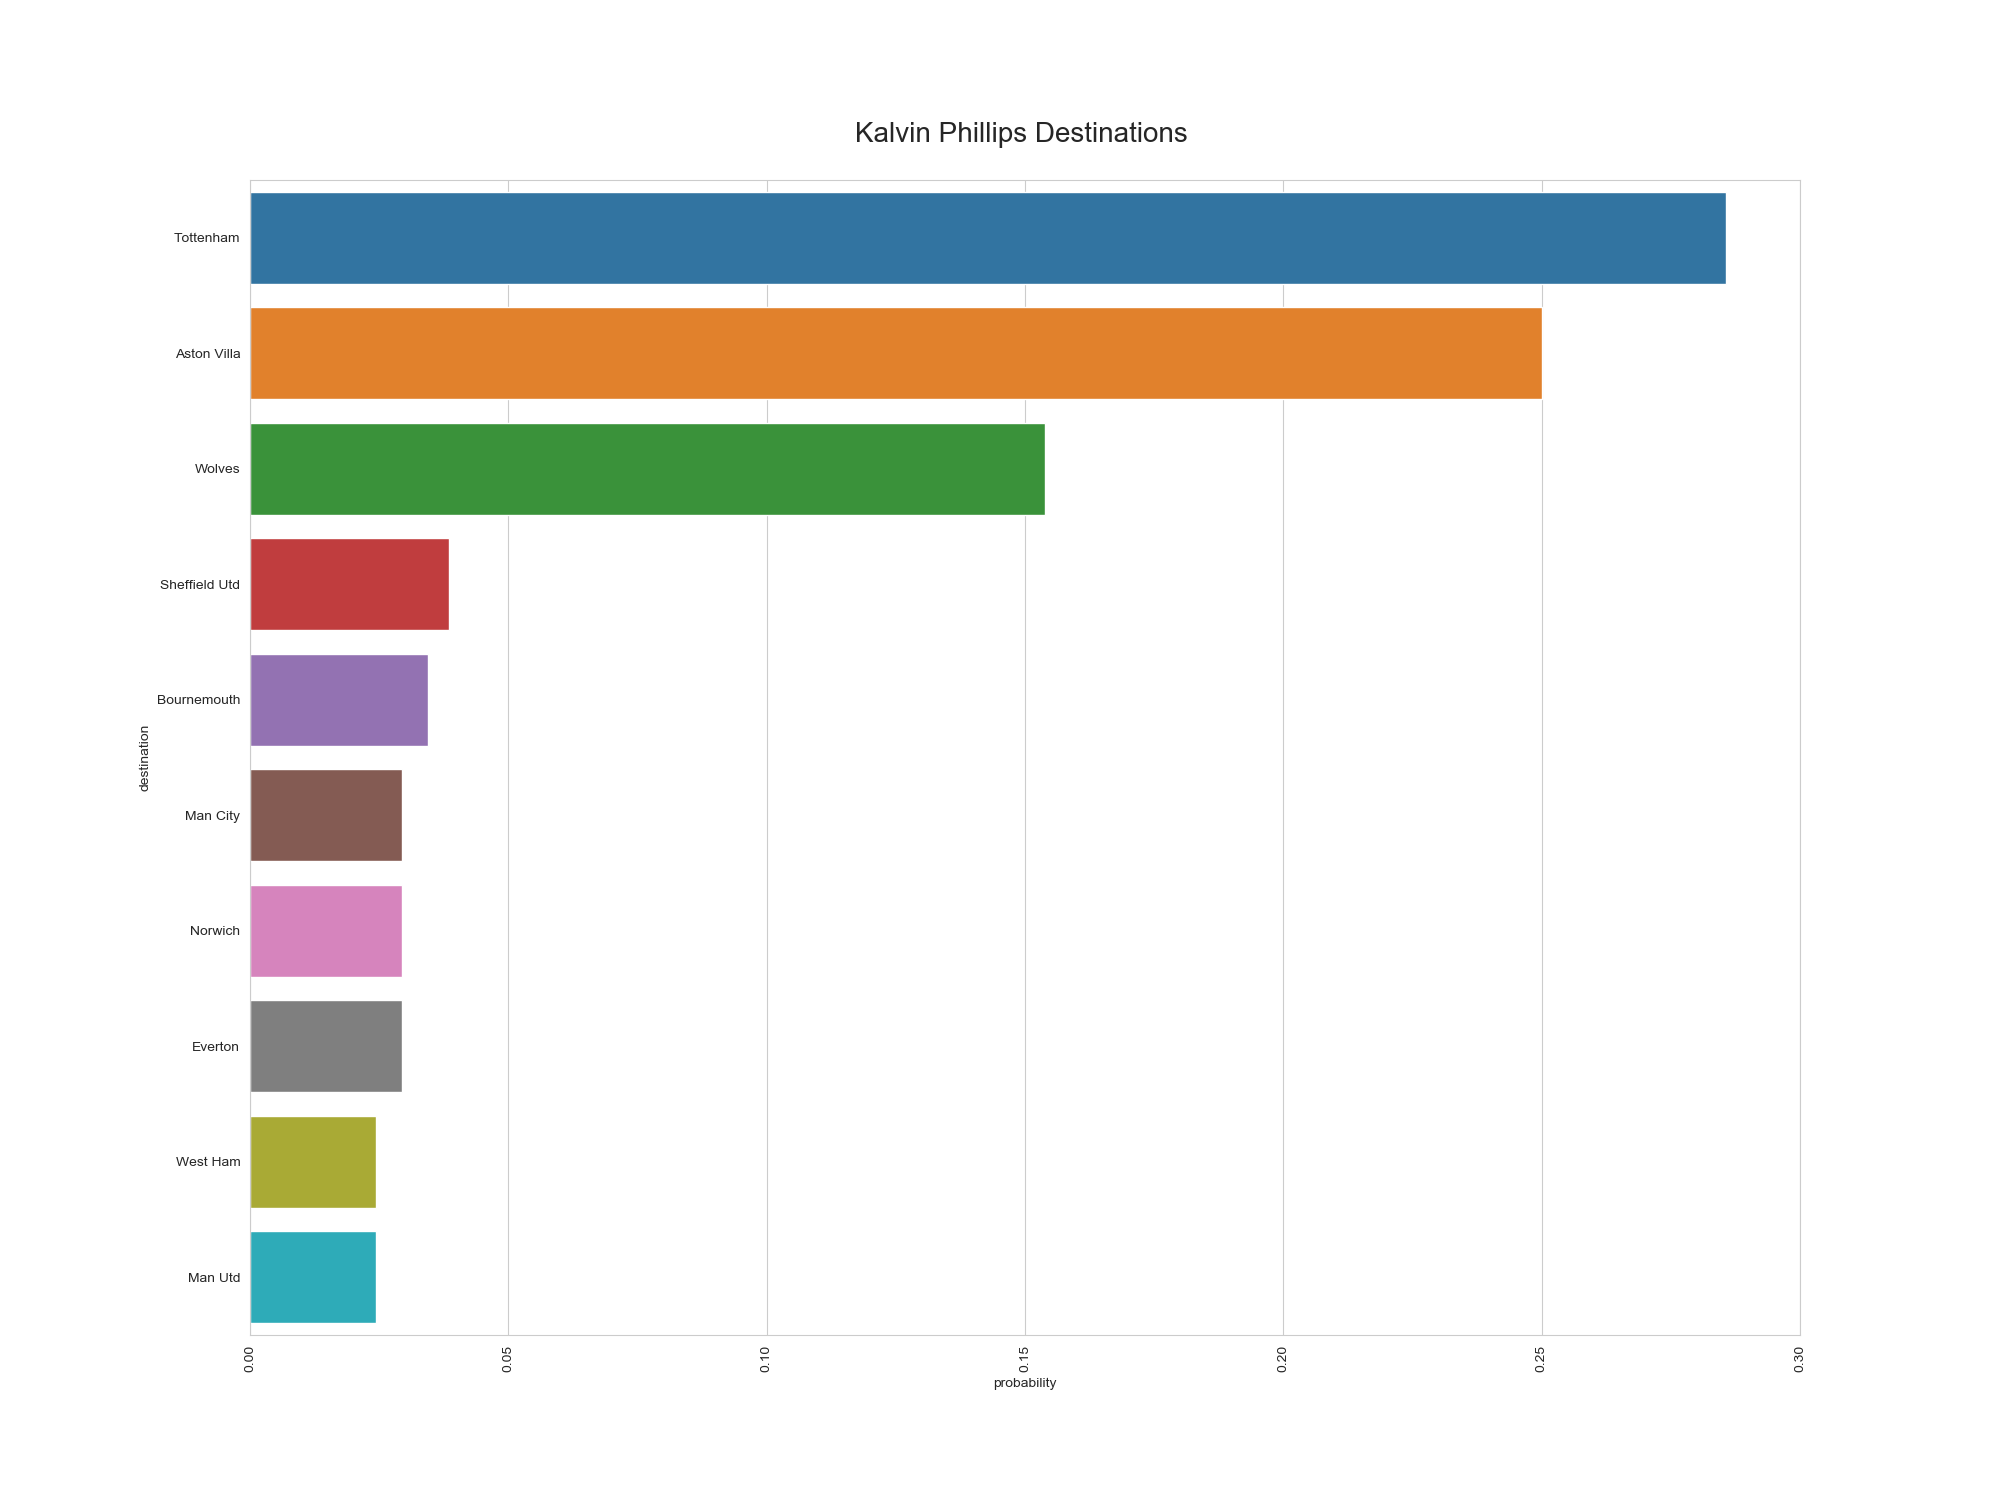 Kalvin Phillips Destinations
Tottenham
Aston Villa
Wolves
Sheffield Utd
Bournemouth
destination
Man City
Norwich
Everton
West Ham
Man Utd
0.00 0.05 0.10 0.15 0.20 0.25 0.30
probability